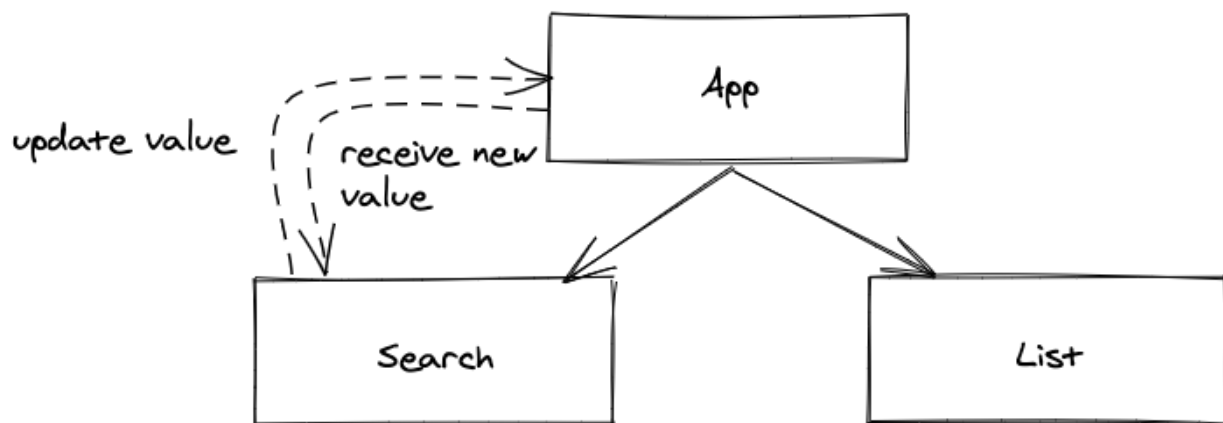 App
update value
receive new
value
Search
List